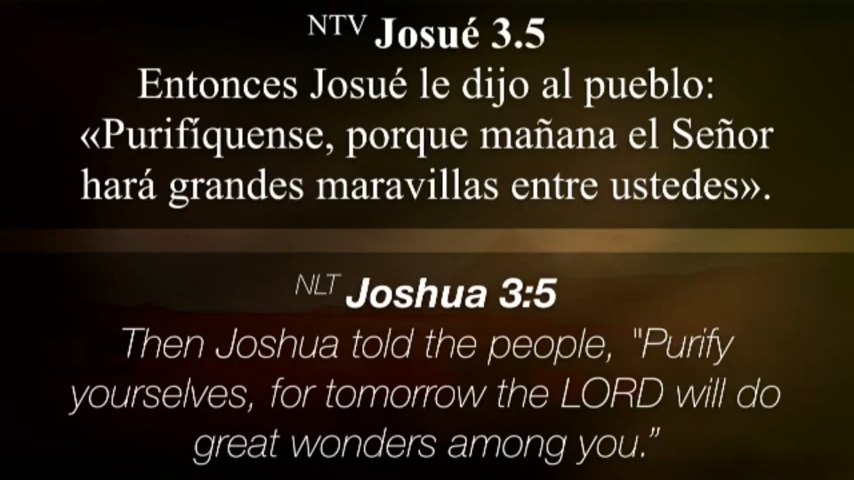 NTV Josué 3.5
Entonces Josué le dijo al pueblo:
«Purifíquense, porque mañana el Señor
hará grandes maravillas entre ustedes».
NLT Joshua 3:5
Then Joshua told the people, "Purify
yourselves, for tomorrow the LORD will do
great wonders among you.”